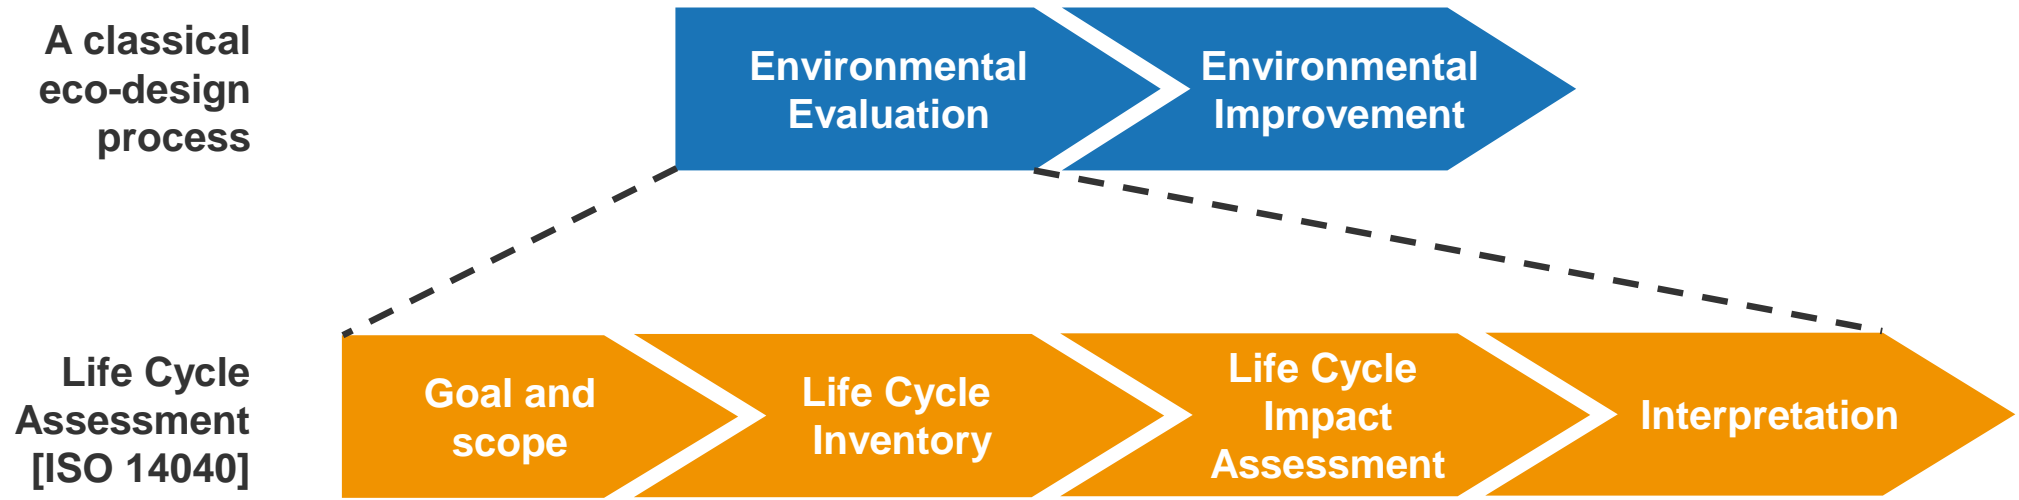 A classical
eco-design
process
Environmental
Evaluation
Environmental
Improvement
Life Cycle
Assessment
[ISO 14040]
Goal and
scope
Life Cycle
Inventory
Life Cycle
Impact
Assessment
Interpretation